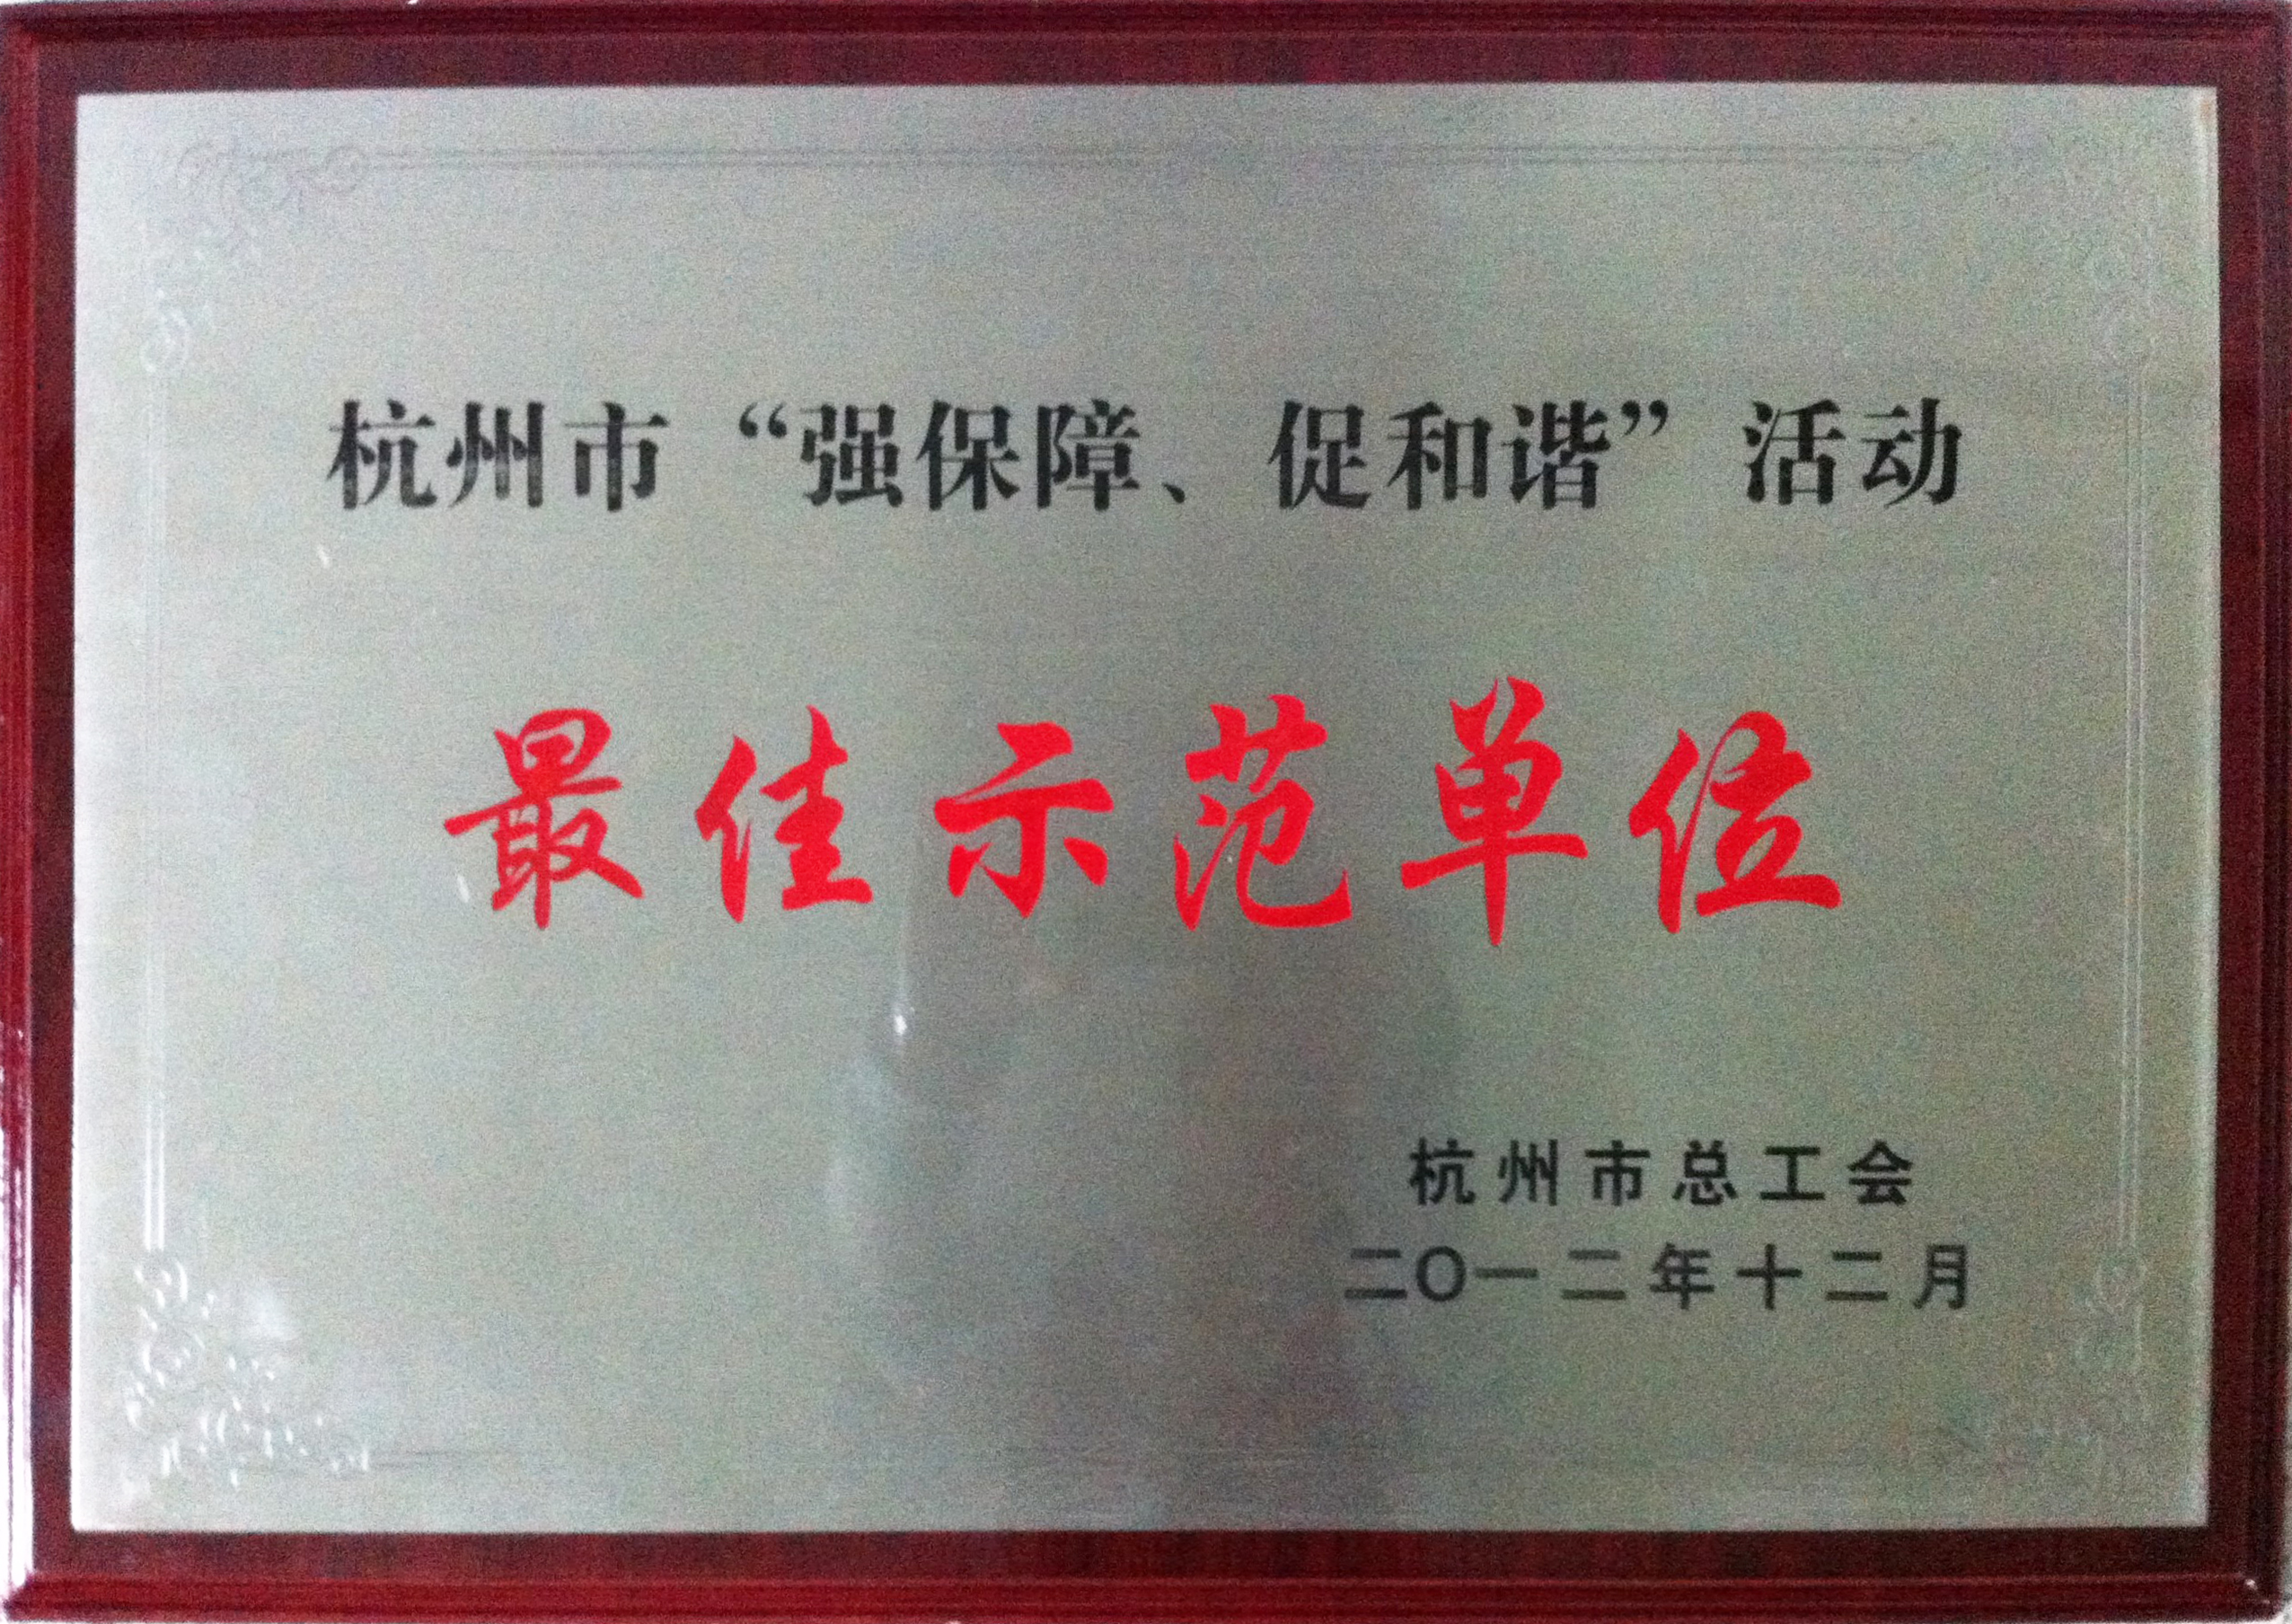 杭州市“强保障、促和谐”活动
最佳示范单位
杭州市总工会
二〇一二年十二月